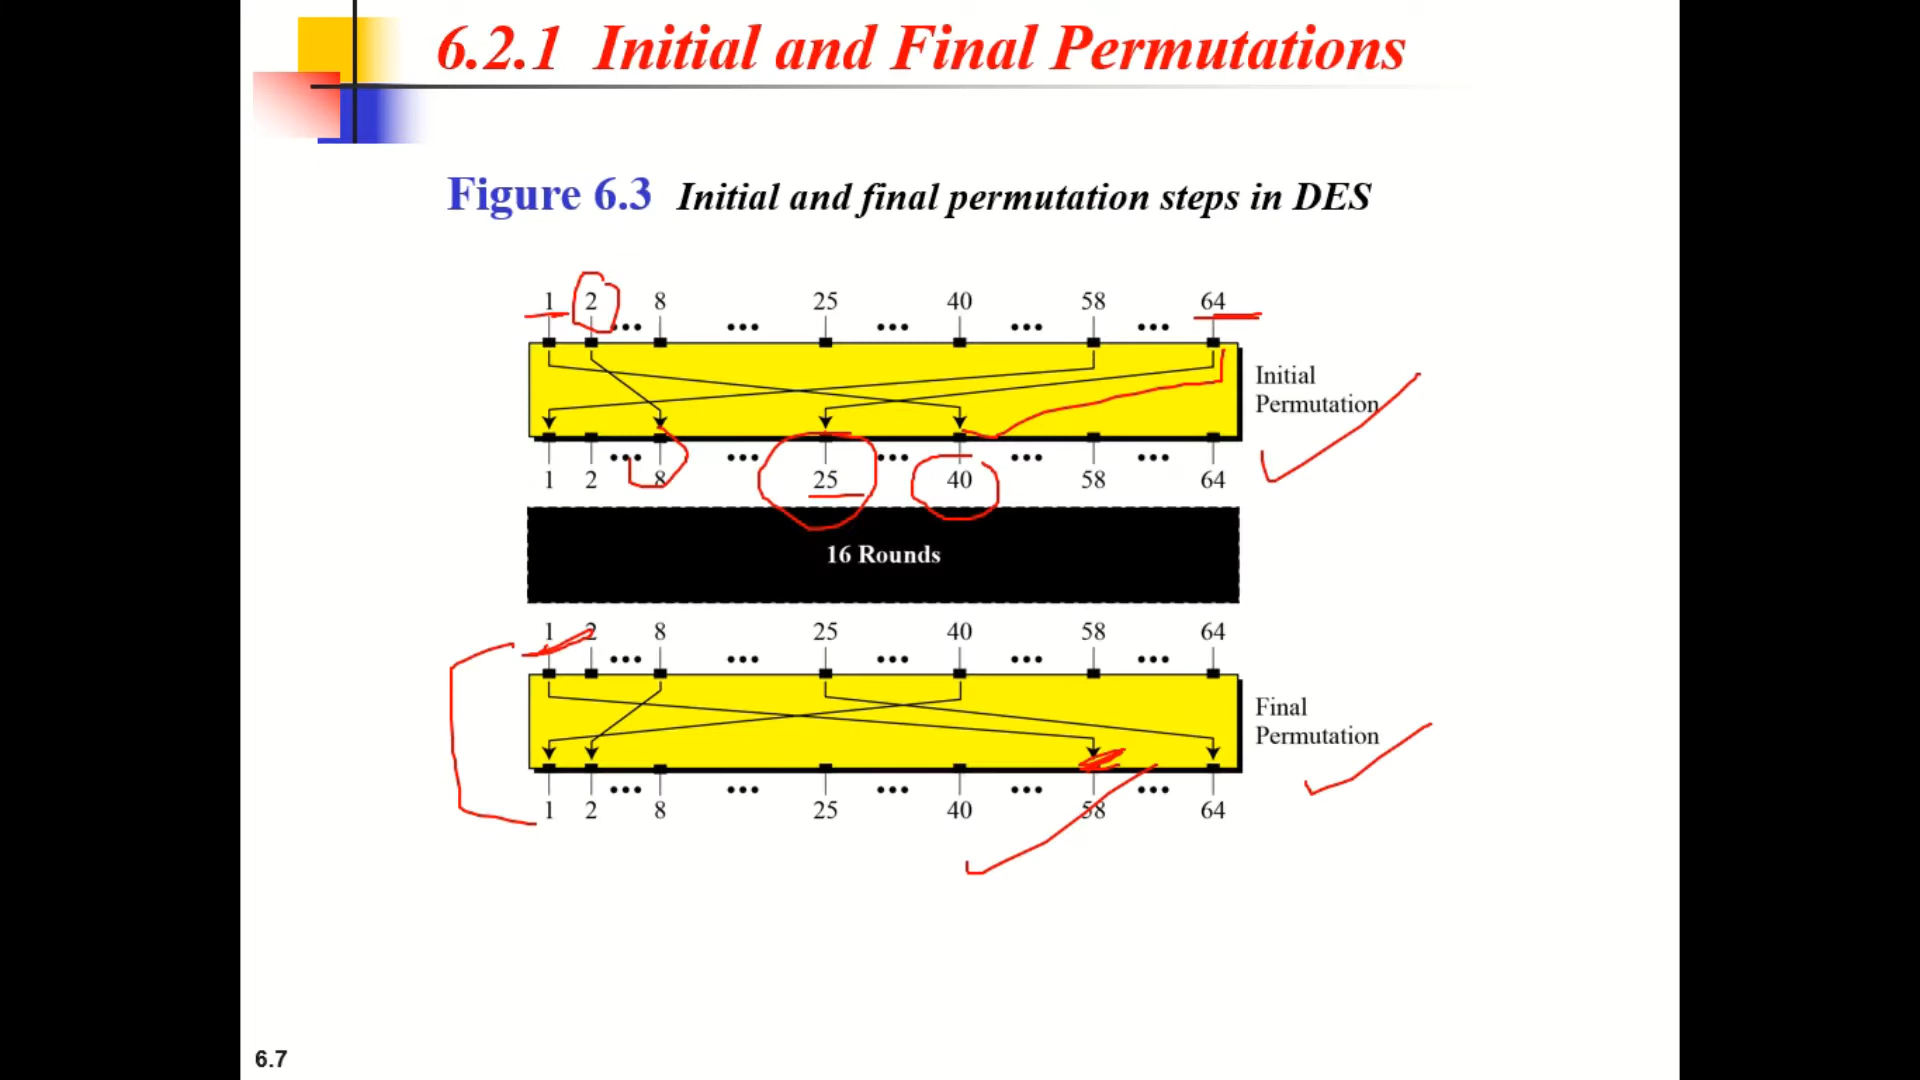 6.2.1 Initial and Final Permutations
Figure 6.3 Initial and final permutation steps in DES
1 2 8 25 40 58 64
Initial
Permutation
1 2 8 25 40 58 64
16 Rounds
1 2 8 25 40 58 64
Final
Permutation
1 2 8 25 40 58 64
6.7